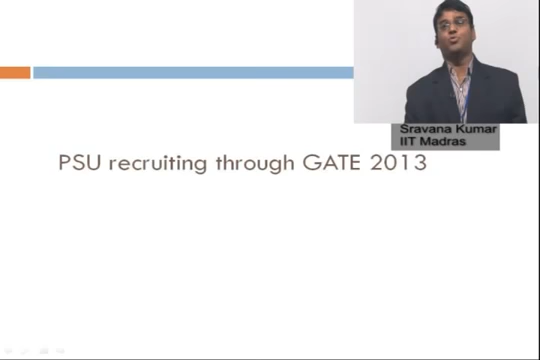 Sravana Kumar
IIT Madras
PSU recruiting through GATE 2013